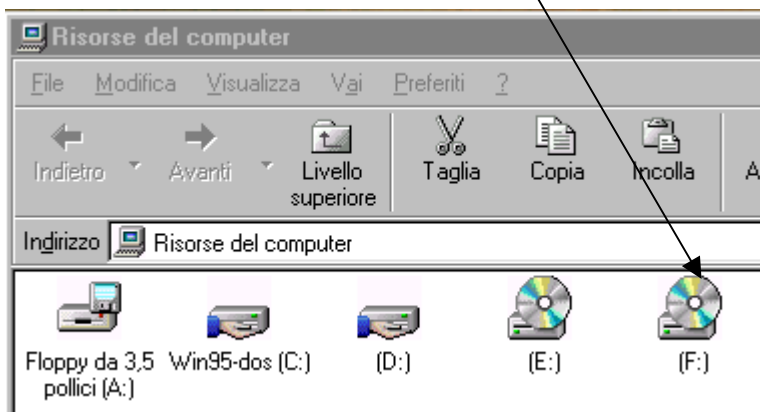 Risorse del computer
File Modifica Visualizza Vai Preferiti ?
Indietro Avanti Livello superiore Taglia Copia Incolla A
Indirizzo Risorse del computer
Floppy da 3,5 pollici (A:) Win95-dos (C:) (D:) (E:) (F:)